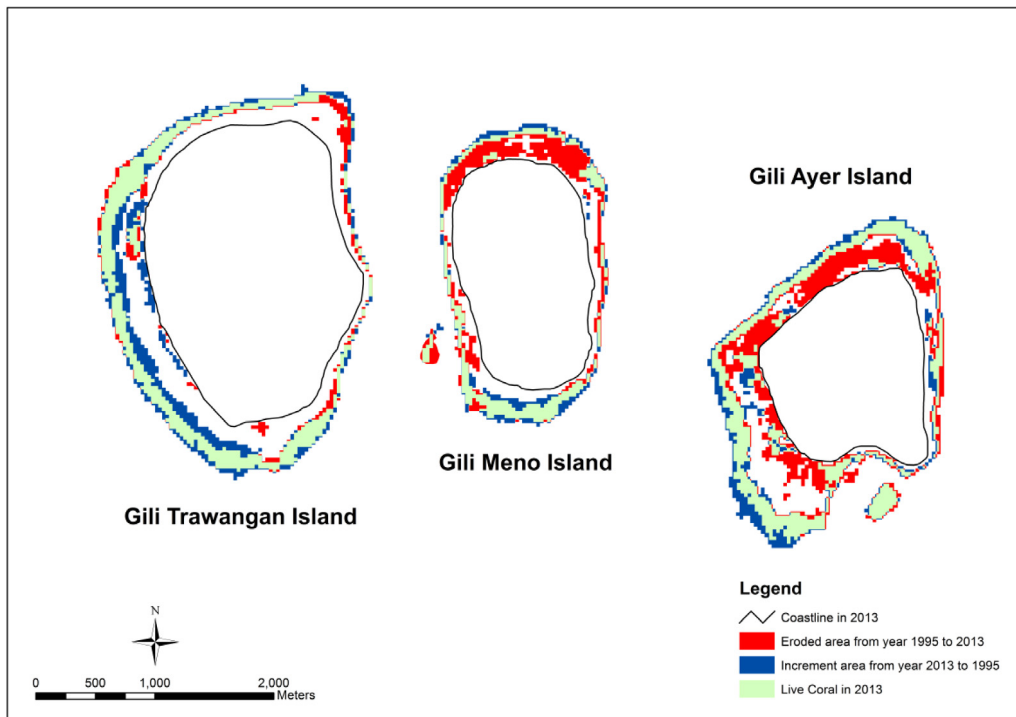 Gili Ayer Island
Gili Meno Island
Gili Trawangan Island
Legend
Coastline in 2013
Eroded area from year 1995 to 2013
Increment area from year 2013 to 1995
Live Coral in 2013
N
0 500 1,000 2,000
Meters